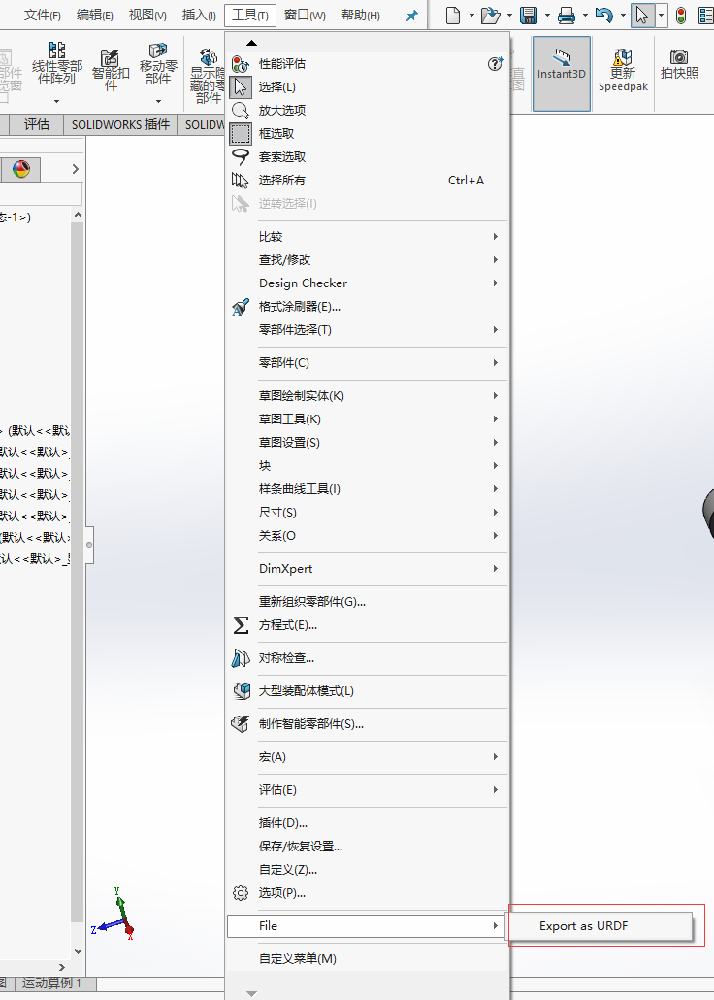 文件(F) 编辑(E) 视图(V) 插入(I) 工具(T) 窗口(W) 帮助(H)
线性零部件阵列
智能扣件
移动零部件
显示隐藏的零部件
Instant3D
更新
Speedpak
拍快照
评估
SOLIDWORKS 插件
SOLIDW
性能评估
选择(L)
放大选项
框选取
套索选取
选择所有 Ctrl+A
逆转选择(I)
比较
查找/修改
Design Checker
格式涂刷器(E)...
零部件选择(T)
零部件(C)
草图绘制实体(K)
草图工具(K)
草图设置(S)
块
样条曲线工具(I)
尺寸(S)
关系(O
DimXpert
重新组织零部件(G)...
方程式(E)...
对称检查...
大型装配体模式(L)
制作智能零部件(S)...
宏(A)
评估(E)
插件(D)...
保存/恢复设置...
自定义(Z)...
选项(P)...
File
Export as URDF
自定义菜单(M)
态-1>)
> (默认<<默认
默认<<默认>_
默认<<默认>_
默认<<默认>_
默认<<默认>_
(默认<<默认>
认<<默认>_
Y
Z
X
图
运动算例 1